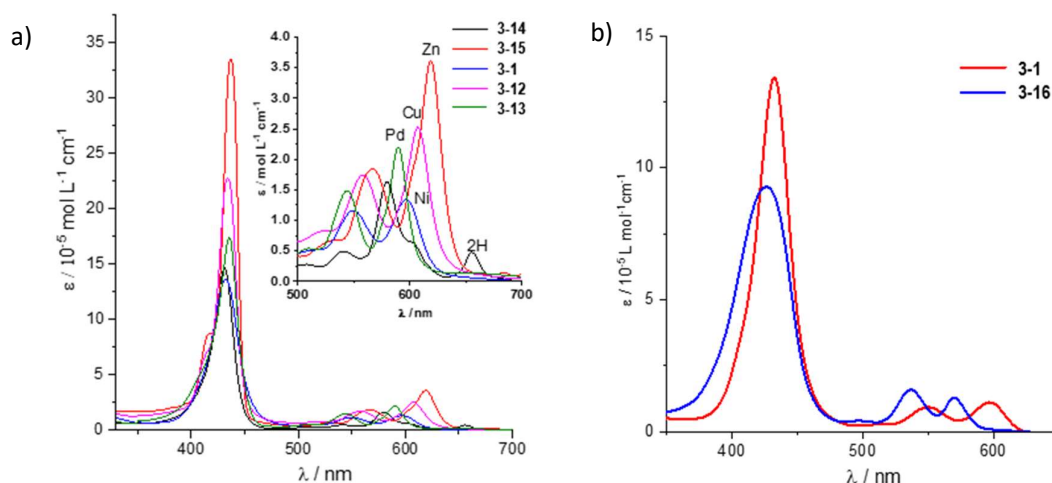 a)
ε / 10⁻⁵ mol L⁻¹ cm⁻¹
35
30
25
20
15
10
5
0
400
500
600
700
λ / nm
ε / mol L⁻¹ cm⁻¹
4.0
3.5
3.0
2.5
2.0
1.5
1.0
0.5
0.0
500
600
700
λ / nm
Zn
Cu
Pd
Ni
2H
3-14
3-15
3-1
3-12
3-13
b)
ε / 10⁻⁵ L mol⁻¹cm⁻¹
15
10
5
0
400
500
600
λ / nm
3-1
3-16